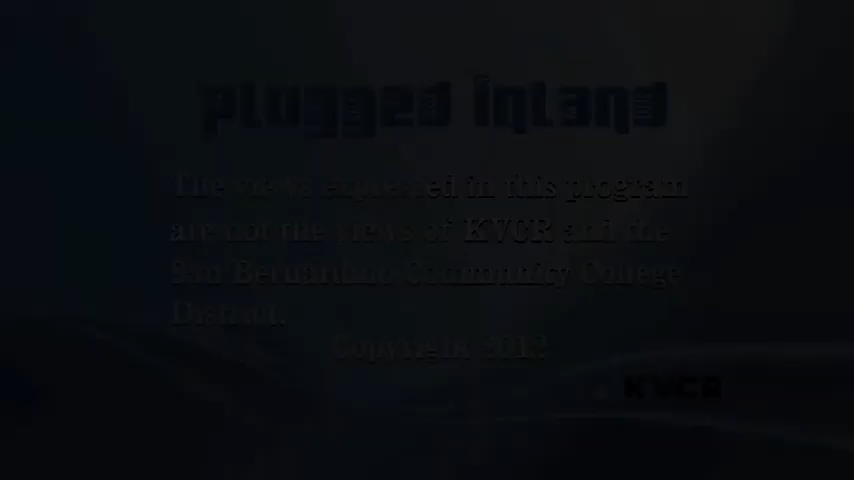 plugged inland
The views expressed in this program
are not the views of KVCR and the
San Bernardino Community College
District.
Copyright 2012
KVCR